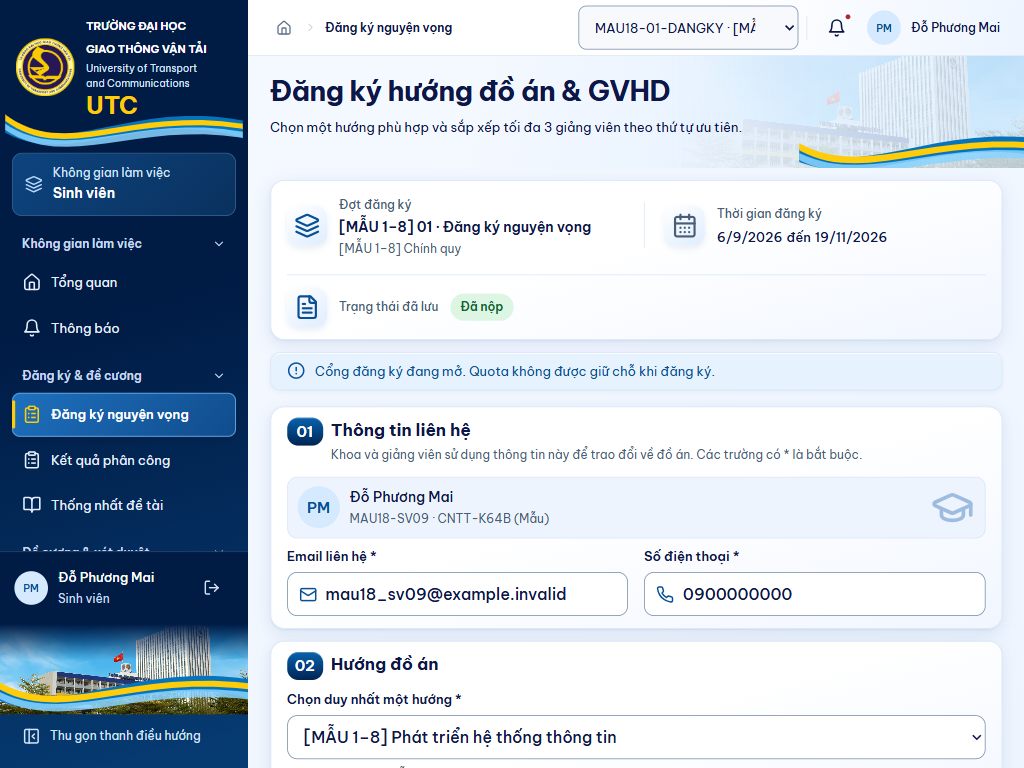 TRƯỜNG ĐẠI HỌC
GIAO THÔNG VẬN TẢI
University of Transport
and Communications
UTC
Không gian làm việc
Sinh viên
Không gian làm việc
Tổng quan
Thông báo
Đăng ký & đề cương
Đăng ký nguyện vọng
Kết quả phân công
Thống nhất đề tài
PM
Đỗ Phương Mai
Sinh viên
Thu gọn thanh điều hướng
Đăng ký nguyện vọng
MAU18-01-DANGKY · [MẪ
PM
Đỗ Phương Mai
Đăng ký hướng đồ án & GVHD
Chọn một hướng phù hợp và sắp xếp tối đa 3 giảng viên theo thứ tự ưu tiên.
Đợt đăng ký
[MẪU 1–8] 01 · Đăng ký nguyện vọng
[MẪU 1–8] Chính quy
Thời gian đăng ký
6/9/2026 đến 19/11/2026
Trạng thái đã lưu
Đã nộp
Cổng đăng ký đang mở. Quota không được giữ chỗ khi đăng ký.
01
Thông tin liên hệ
Khoa và giảng viên sử dụng thông tin này để trao đổi về đồ án. Các trường có * là bắt buộc.
PM
Đỗ Phương Mai
MAU18-SV09 · CNTT-K64B (Mẫu)
Email liên hệ *
mau18_sv09@example.invalid
Số điện thoại *
0900000000
02
Hướng đồ án
Chọn duy nhất một hướng *
[MẪU 1–8] Phát triển hệ thống thông tin